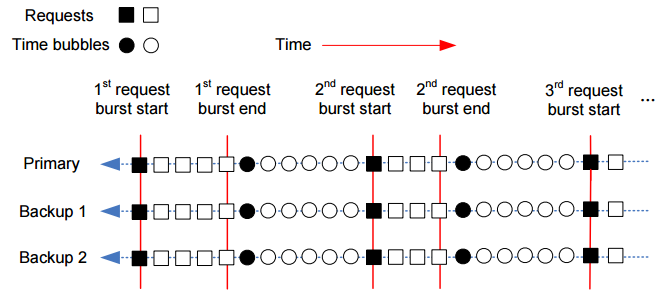 Requests
Time bubbles
Time
1st request
burst start
1st request
burst end
2nd request
burst start
2nd request
burst end
3rd request
burst start
...
Primary
Backup 1
Backup 2